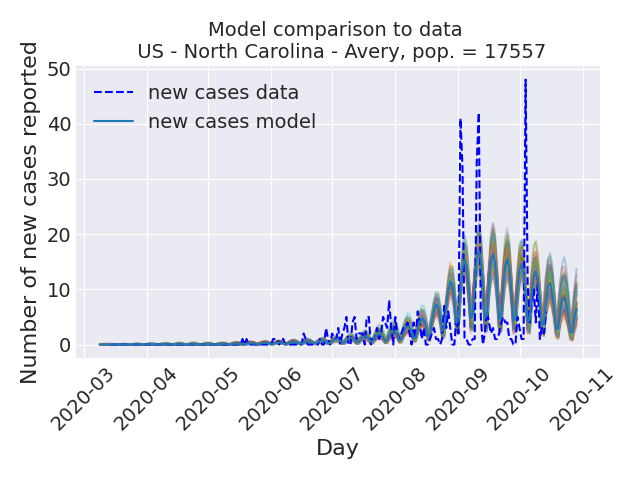 Model comparison to data
US - North Carolina - Avery, pop. = 17557
Number of new cases reported
50
40
30
20
10
0
new cases data
new cases model
2020-03
2020-04
2020-05
2020-06
2020-07
2020-08
2020-09
2020-10
2020-11
Day